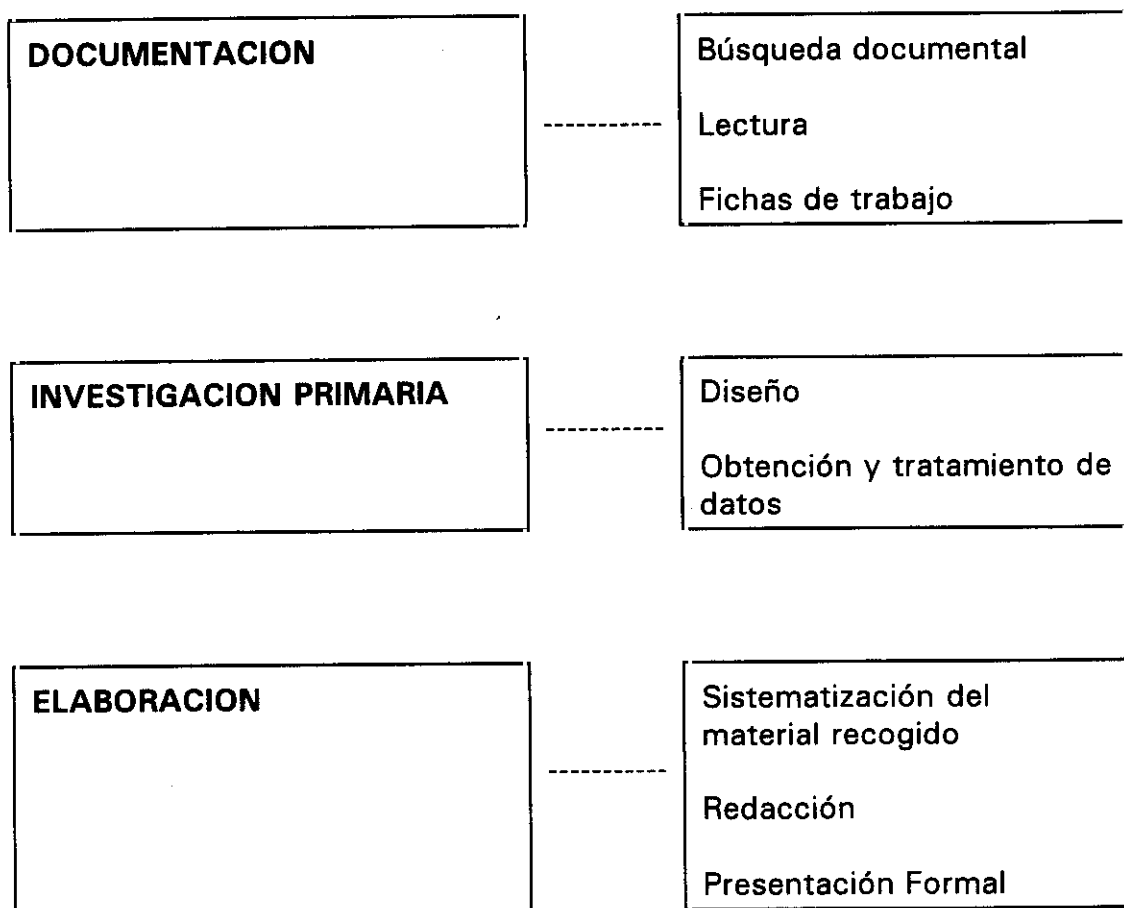 DOCUMENTACION
Búsqueda documental
Lectura
Fichas de trabajo
INVESTIGACION PRIMARIA
Diseño
Obtención y tratamiento de
datos
ELABORACION
Sistematización del
material recogido
Redacción
Presentación Formal